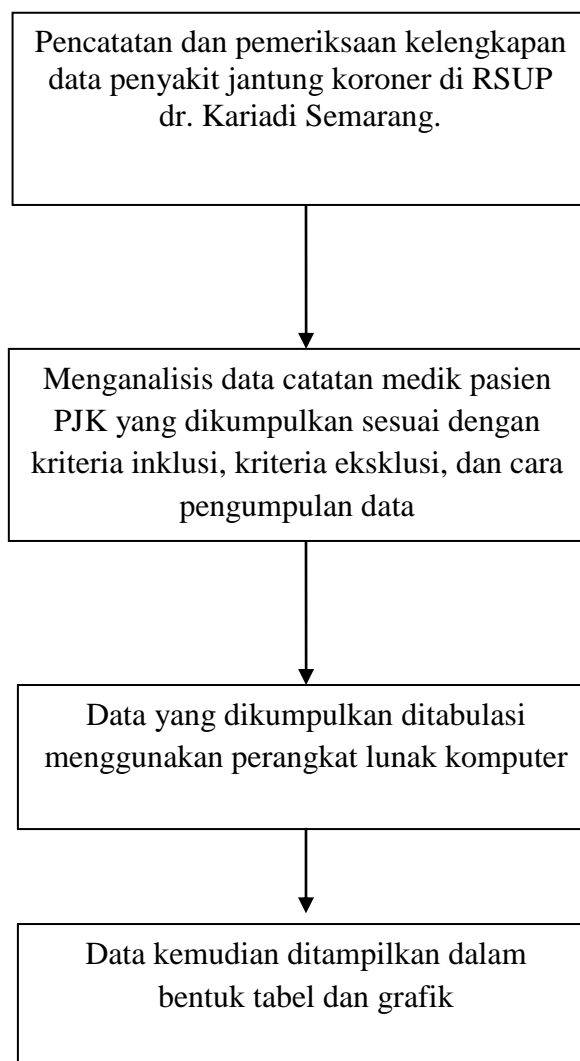 Pencatatan dan pemeriksaan kelengkapan
data penyakit jantung koroner di RSUP
dr. Kariadi Semarang.
Menganalisis data catatan medik pasien
PJK yang dikumpulkan sesuai dengan
kriteria inklusi, kriteria eksklusi, dan cara
pengumpulan data
Data yang dikumpulkan ditabulasi
menggunakan perangkat lunak komputer
Data kemudian ditampilkan dalam
bentuk tabel dan grafik